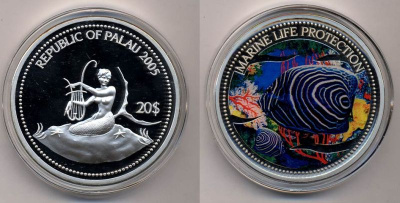 REPUBLIC OF PALAU 2005
20$
MARINE LIFE PROTECTION